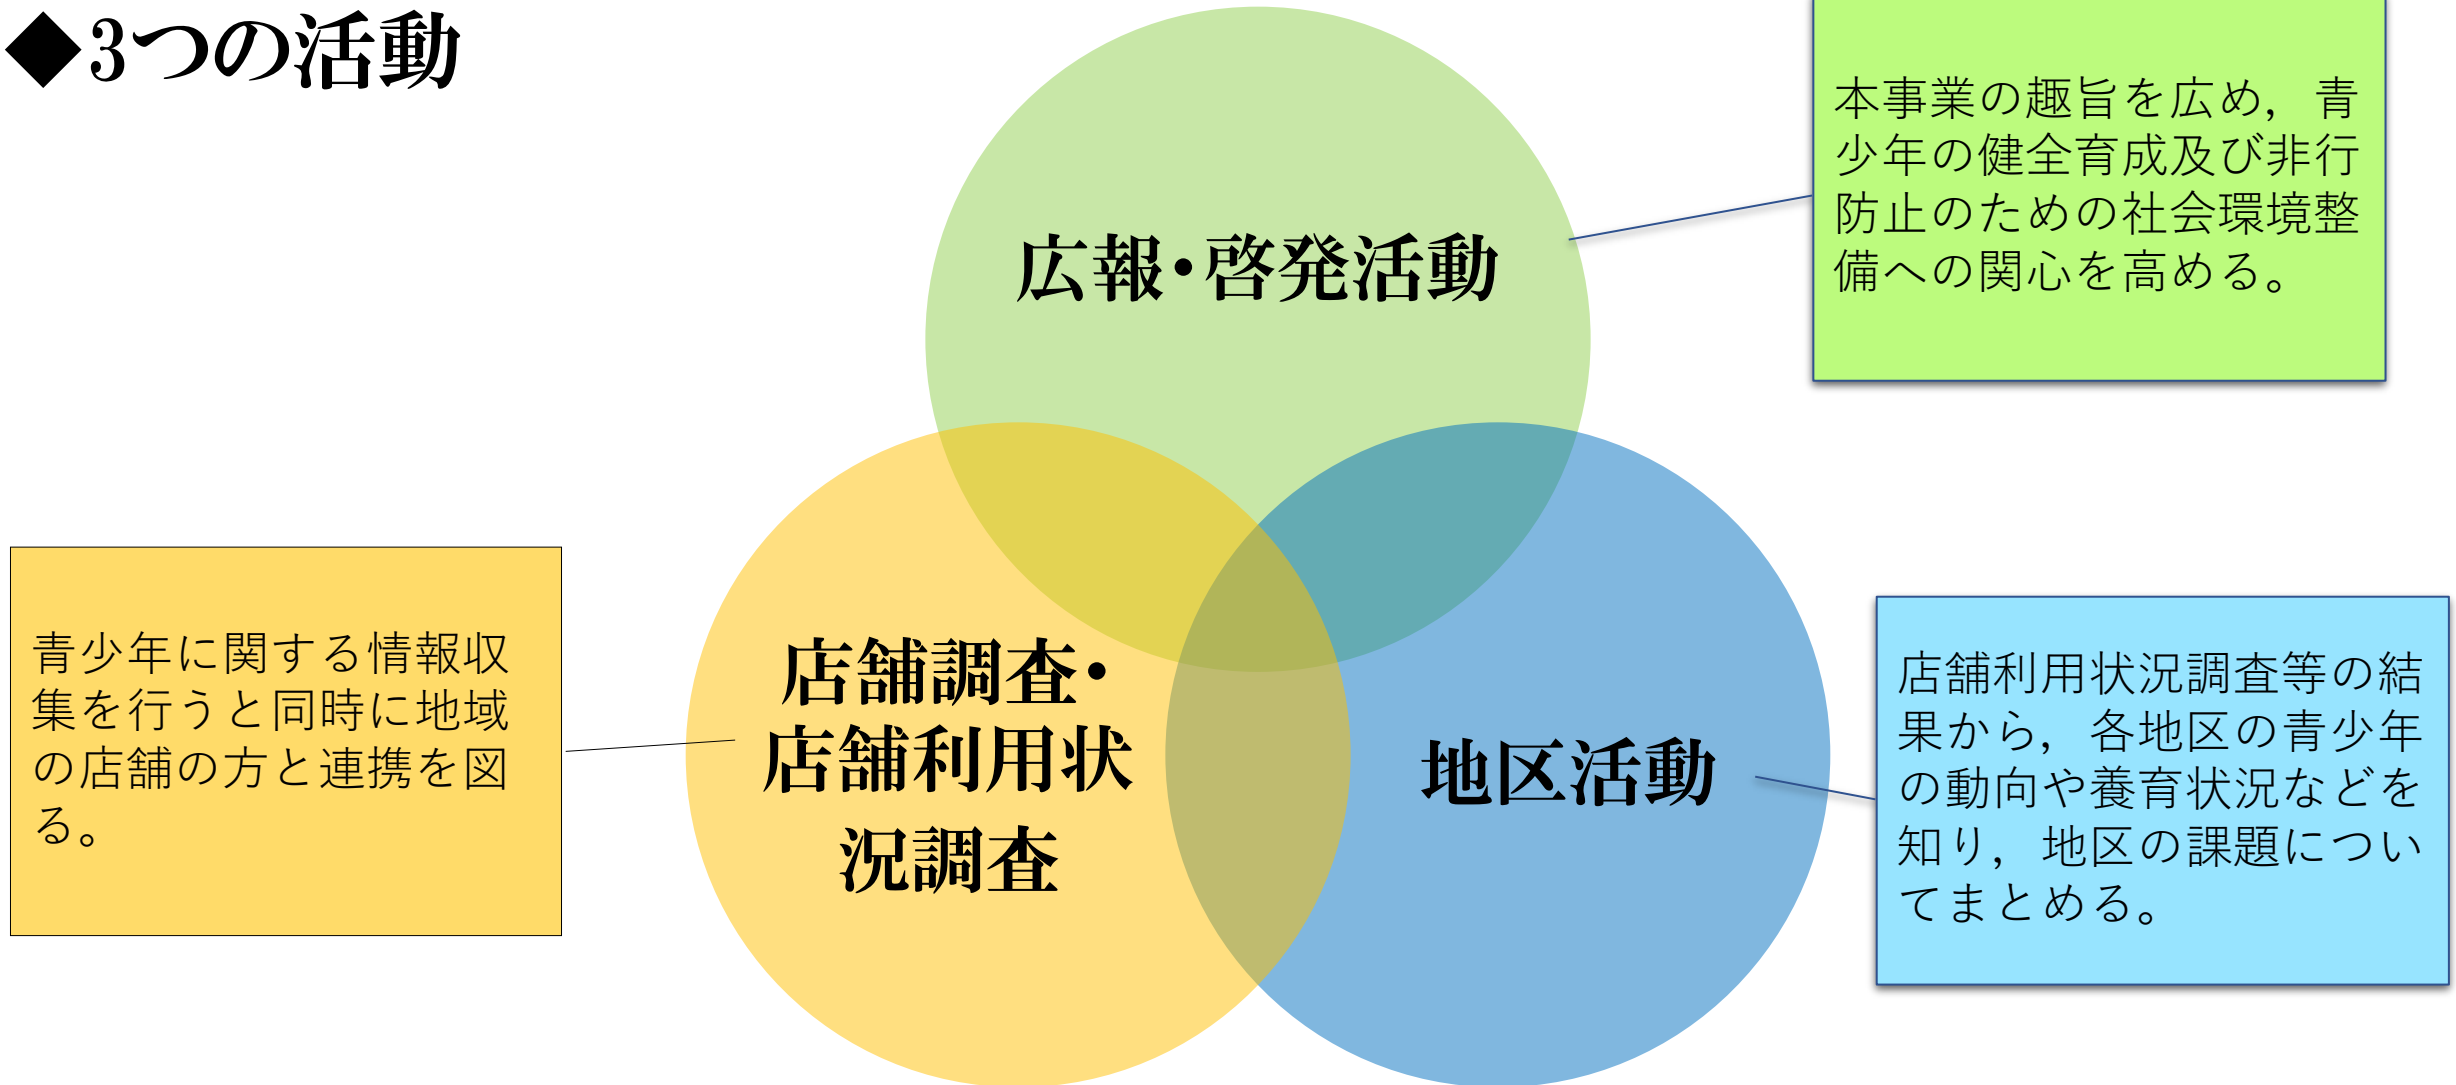 ◆3つの活動
広報・啓発活動
本事業の趣旨を広め，青
少年の健全育成及び非行
防止のための社会環境整
備への関心を高める。
店舗調査・
店舗利用状
況調査
青少年に関する情報収
集を行うと同時に地域
の店舗の方と連携を図
る。
地区活動
店舗利用状況調査等の結
果から，各地区の青少年
の動向や養育状況などを
知り，地区の課題につい
てまとめる。